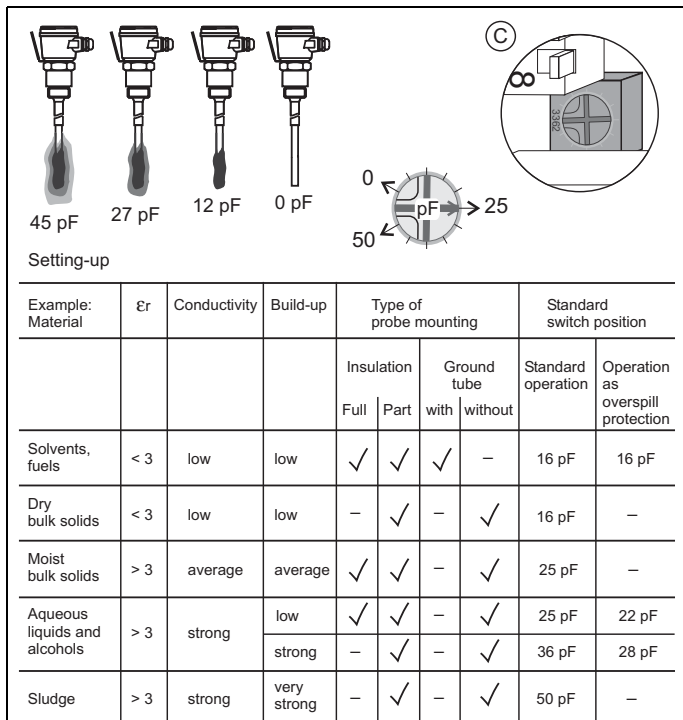 C
3362
45 pF
27 pF
12 pF
0 pF
0
pF
25
50
Setting-up
Example:
Material
εr
Conductivity
Build-up
Type of
probe mounting
Standard
switch position
Insulation
Ground
tube
Standard
operation
Operation
as
overspill
protection
Full
Part
with
without
Solvents,
fuels
< 3 low low ✓ ✓ ✓ – 16 pF 16 pF
Dry
bulk solids
< 3 low low – ✓ – ✓ 16 pF –
Moist
bulk solids
> 3 average average ✓ ✓ – ✓ 25 pF –
Aqueous
liquids and
alcohols
> 3 strong
low ✓ ✓ – ✓ 25 pF 22 pF
strong – ✓ – ✓ 36 pF 28 pF
Sludge > 3 strong
very
strong
– ✓ – ✓ 50 pF –